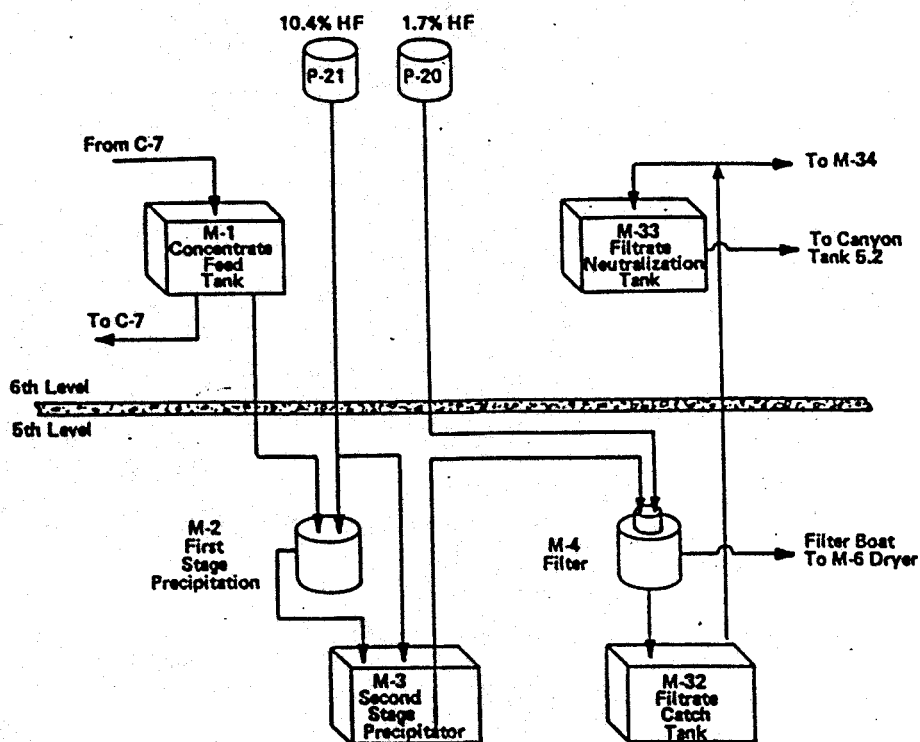 10.4% HF
1.7% HF
P-21
P-20
From C-7
To M-34
M-1
Concentrate
Feed
Tank
M-33
Filtrate
Neutralization
Tank
To Canyon
Tank 5.2
To C-7
6th Level
5th Level
M-2
First
Stage
Precipitation
M-4
Filter
Filter Boat
To M-6 Dryer
M-3
Second
Stage
Precipitator
M-32
Filtrate
Catch
Tank